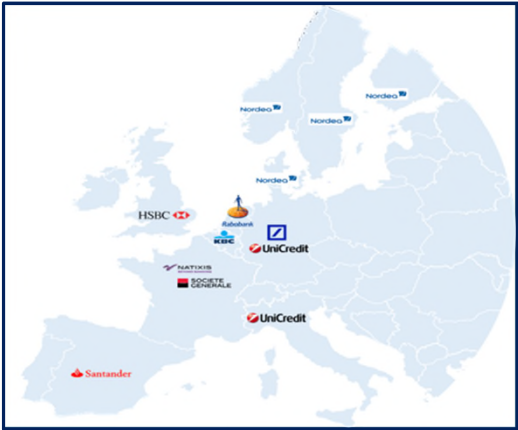 Nordea
Nordea
Nordea
Nordea
HSBC
Rabobank
KBC
UniCredit
NATIXIS
SOCIETE
GENERALE
UniCredit
Santander